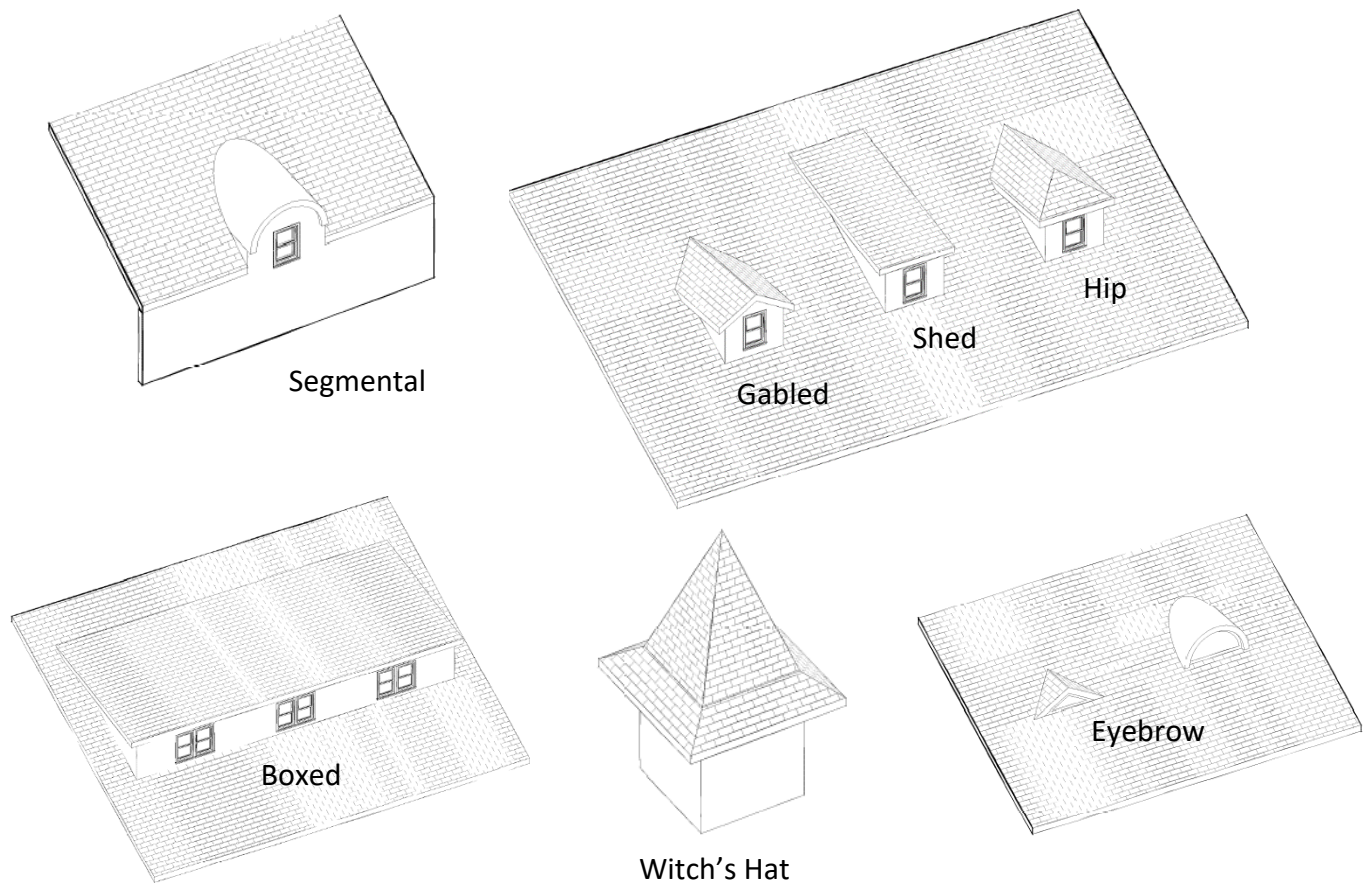 Segmental
Gabled
Shed
Hip
Boxed
Witch’s Hat
Eyebrow